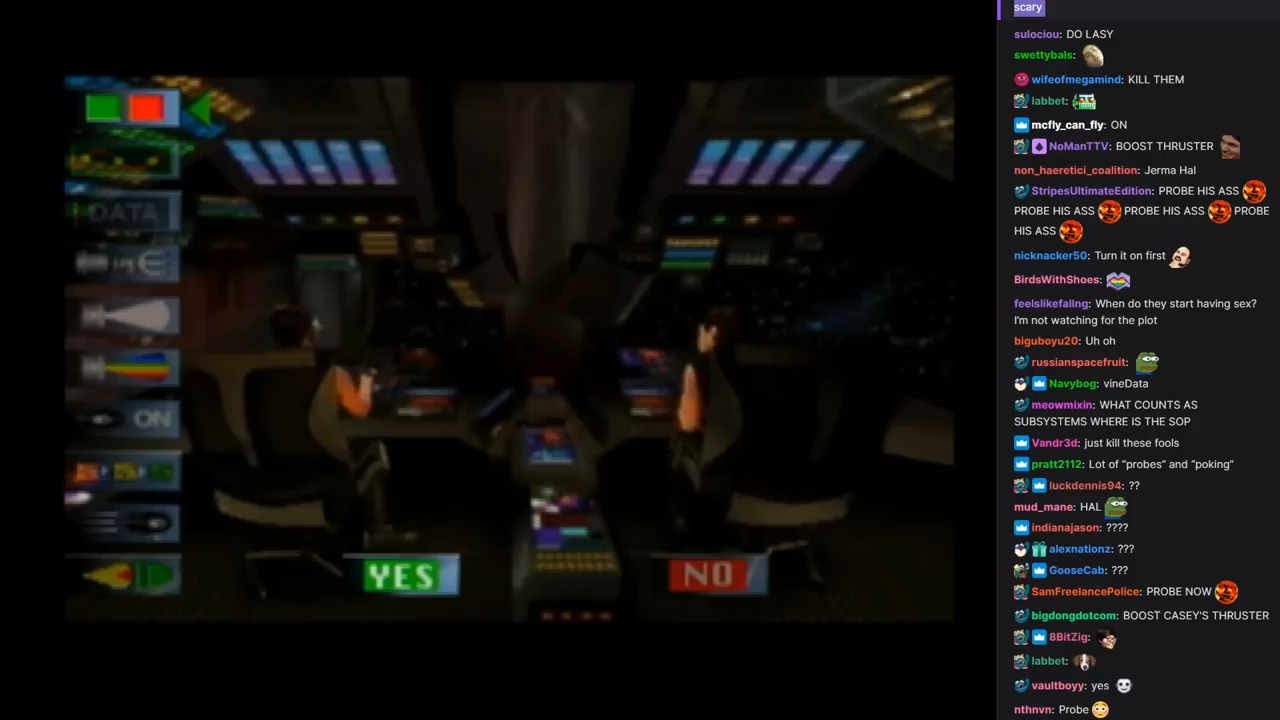 scary
DATA
ON
YES
NO
sulociou: DO LASY
swettybals:
wifeofmegamind: KILL THEM
labbet:
mcfly_can_fly: ON
NoManTTV: BOOST THRUSTER
non_haeretici_coalition: Jerma Hal
StripesUltimateEdition: PROBE HIS ASS
PROBE HIS ASS PROBE HIS ASS PROBE
HIS ASS
nicknacker50: Turn it on first
BirdsWithShoes:
feelslikefallng: When do they start having sex?
I'm not watching for the plot
biguboyu20: Uh oh
russianspacefruit:
Navybog: vineData
meowmixin: WHAT COUNTS AS
SUBSYSTEMS WHERE IS THE SOP
Vandr3d: just kill these fools
pratt2112: Lot of "probes" and "poking"
luckdennis94: ??
mud_mane: HAL
indianajason: ????
alexnationz: ???
GooseCab: ???
SamFreelancePolice: PROBE NOW
bigdongdotcom: BOOST CASEY'S THRUSTER
8BitZig:
labbet:
vaultboyy: yes
nthnvn: Probe